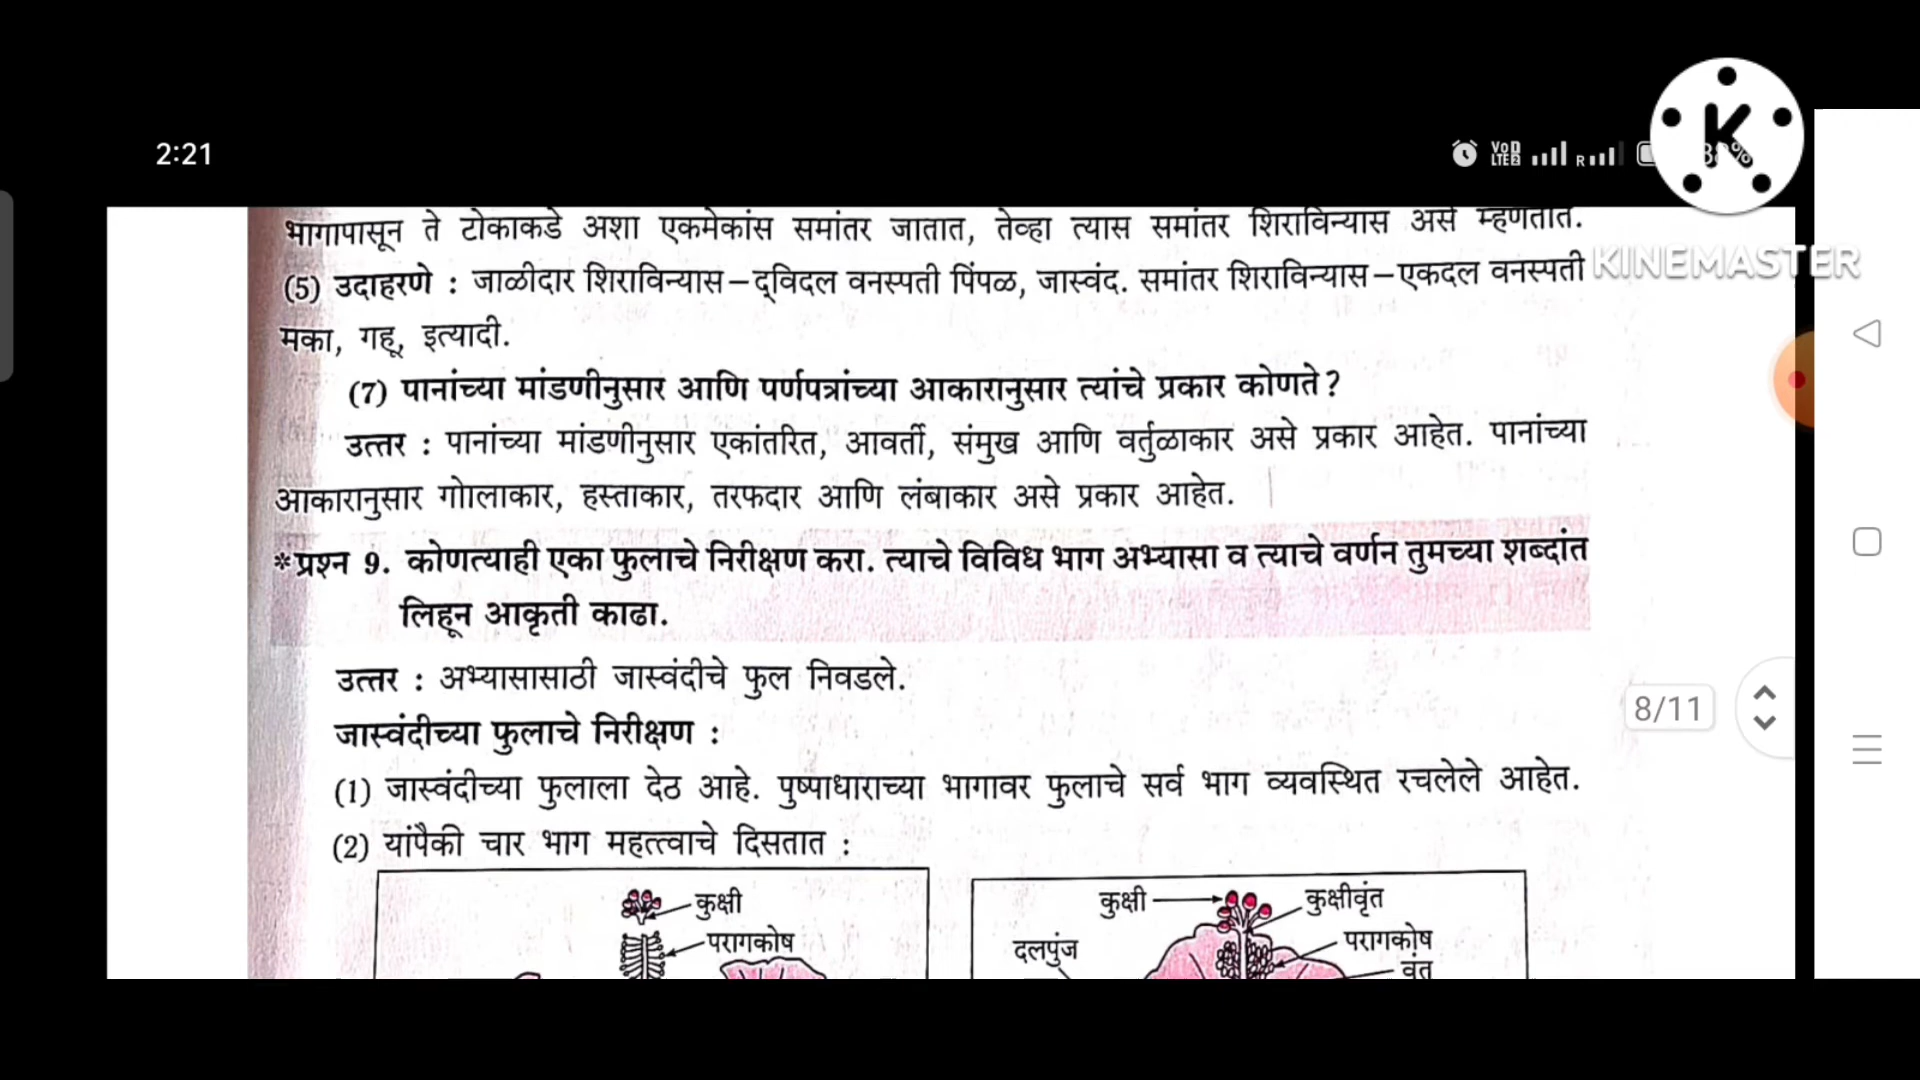 2:21
VoD LTE2 R
K
KINEMASTER
भागापासून ते टोकाकडे अशा एकमेकांस समांतर जातात, तेव्हा त्यास समांतर शिराविन्यास असे म्हणतात.
(5) उदाहरणे : जाळीदार शिराविन्यास–द्‌विदल वनस्पती पिंपळ, जास्वंद. समांतर शिराविन्यास–एकदल वनस्पती
मका, गहू, इत्यादी.
(7) पानांच्या मांडणीनुसार आणि पर्णपत्रांच्या आकारानुसार त्यांचे प्रकार कोणते?
उत्तर : पानांच्या मांडणीनुसार एकांतरित, आवर्ती, संमुख आणि वर्तुळाकार असे प्रकार आहेत. पानांच्या
आकारानुसार गोालाकार, हस्ताकार, तरफदार आणि लंबाकार असे प्रकार आहेत.
*प्रश्न 9. कोणत्याही एका फुलाचे निरीक्षण करा. त्याचे विविध भाग अभ्यासा व त्याचे वर्णन तुमच्या शब्दांत
लिहून आकृती काढा.
उत्तर : अभ्यासासाठी जास्वंदीचे फुल निवडले.
8/11
जास्वंदीच्या फुलाचे निरीक्षण :
(1) जास्वंदीच्या फुलाला देठ आहे. पुष्पाधाराच्या भागावर फुलाचे सर्व भाग व्यवस्थित रचलेले आहेत.
(2) यांपैकी चार भाग महत्त्वाचे दिसतात :
कुक्षी
परागकोष
कुक्षी
कुक्षीवृंत
दलपुंज
परागकोष
वृंत